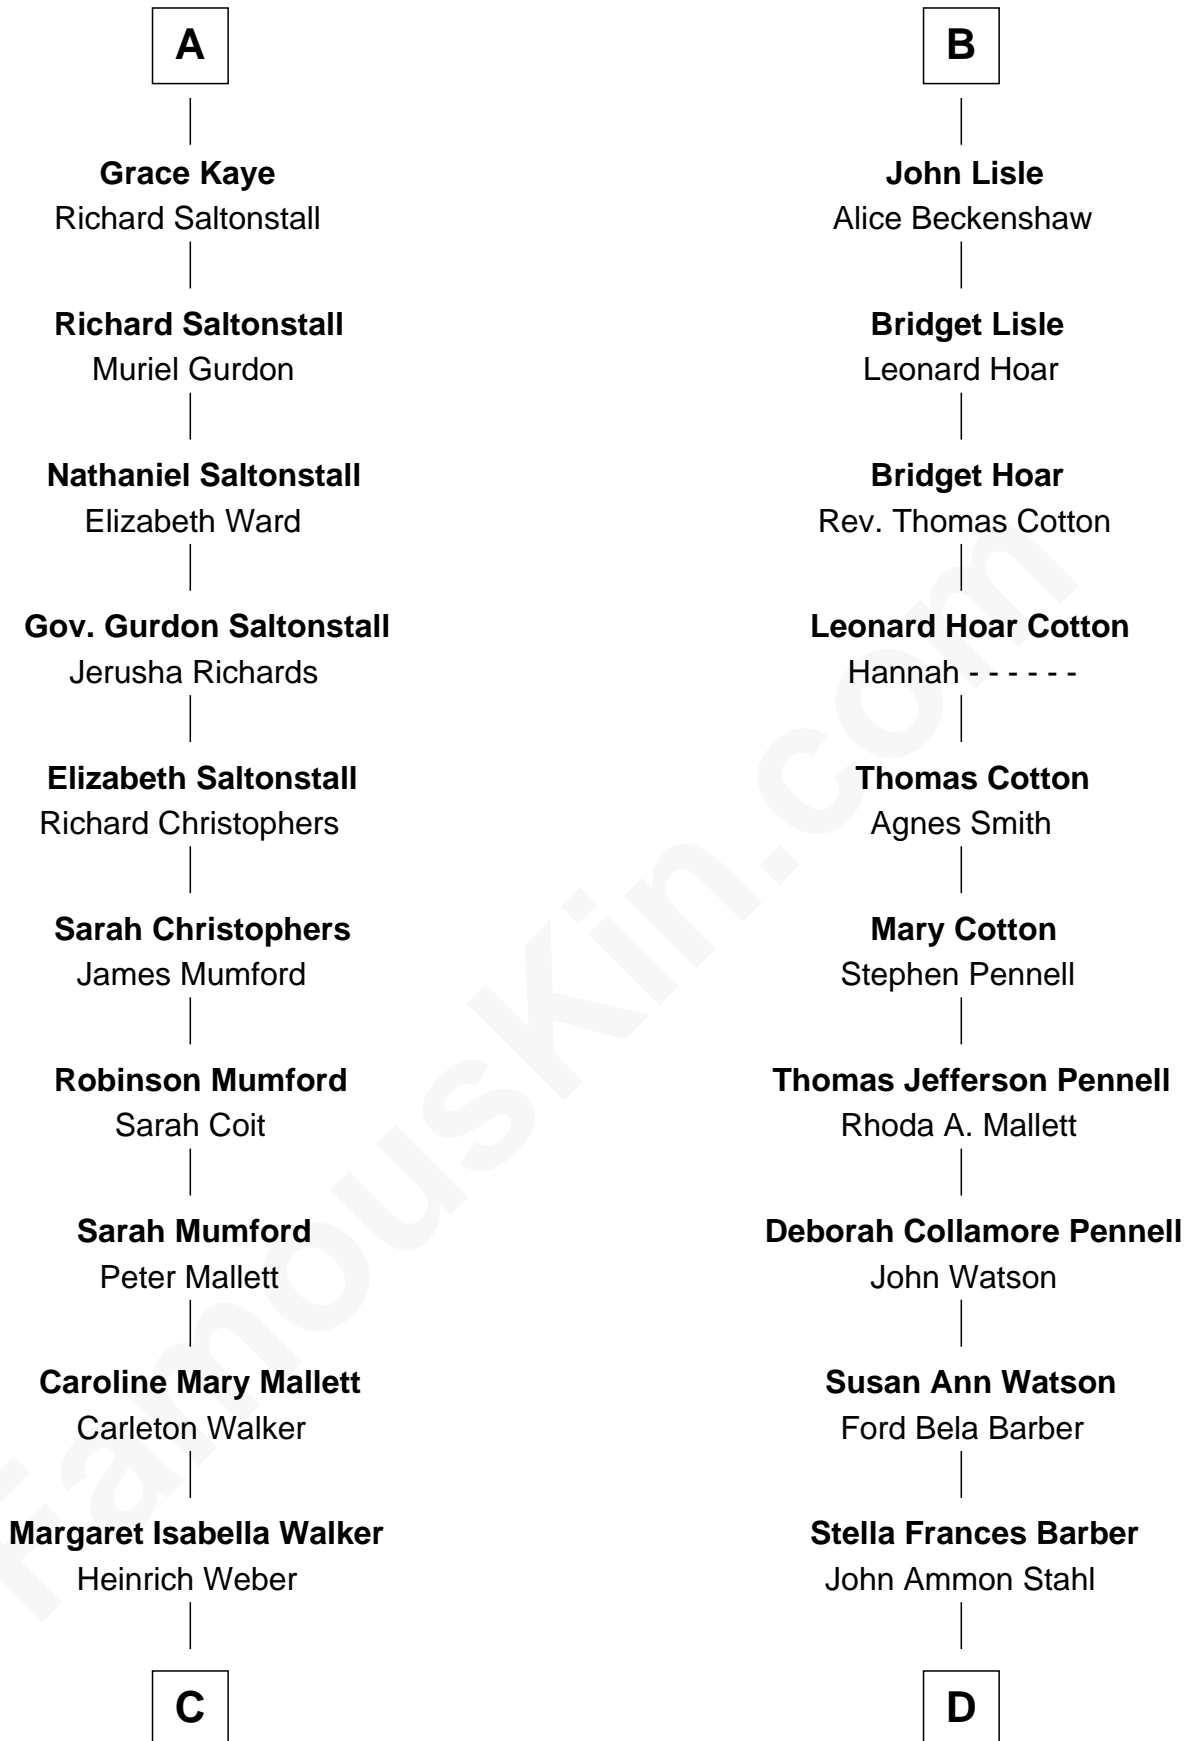 A
Grace Kaye
Richard Saltonstall
Richard Saltonstall
Muriel Gurdon
Nathaniel Saltonstall
Elizabeth Ward
Gov. Gurdon Saltonstall
Jerusha Richards
Elizabeth Saltonstall
Richard Christophers
Sarah Christophers
James Mumford
Robinson Mumford
Sarah Coit
Sarah Mumford
Peter Mallett
Caroline Mary Mallett
Carleton Walker
Margaret Isabella Walker
Heinrich Weber
C
B
John Lisle
Alice Beckenshaw
Bridget Lisle
Leonard Hoar
Bridget Hoar
Rev. Thomas Cotton
Leonard Hoar Cotton
Hannah - - - - - -
Thomas Cotton
Agnes Smith
Mary Cotton
Stephen Pennell
Thomas Jefferson Pennell
Rhoda A. Mallett
Deborah Collamore Pennell
John Watson
Susan Ann Watson
Ford Bela Barber
Stella Frances Barber
John Ammon Stahl
D
FamousKin.com